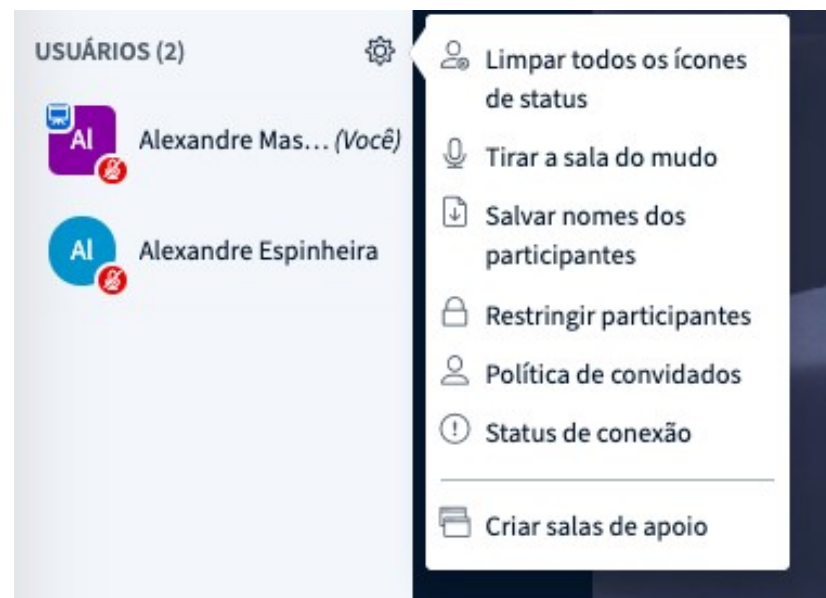 USUÁRIOS (2)
Al
Alexandre Mas... (Você)
Al
Alexandre Espinheira
Limpar todos os ícones
de status
Tirar a sala do mudo
Salvar nomes dos
participantes
Restringir participantes
Política de convidados
Status de conexão
Criar salas de apoio